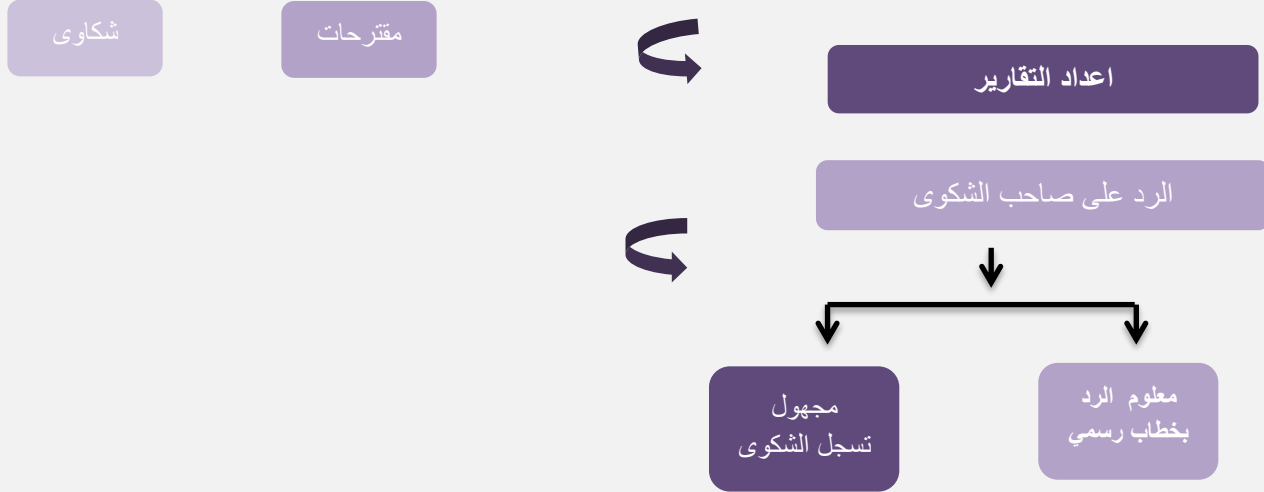 مقترحات
شكاوى
اعداد التقارير
الرد على صاحب الشكوى
معلوم الرد
بخطاب رسمي
مجهول
تسجل الشكوى